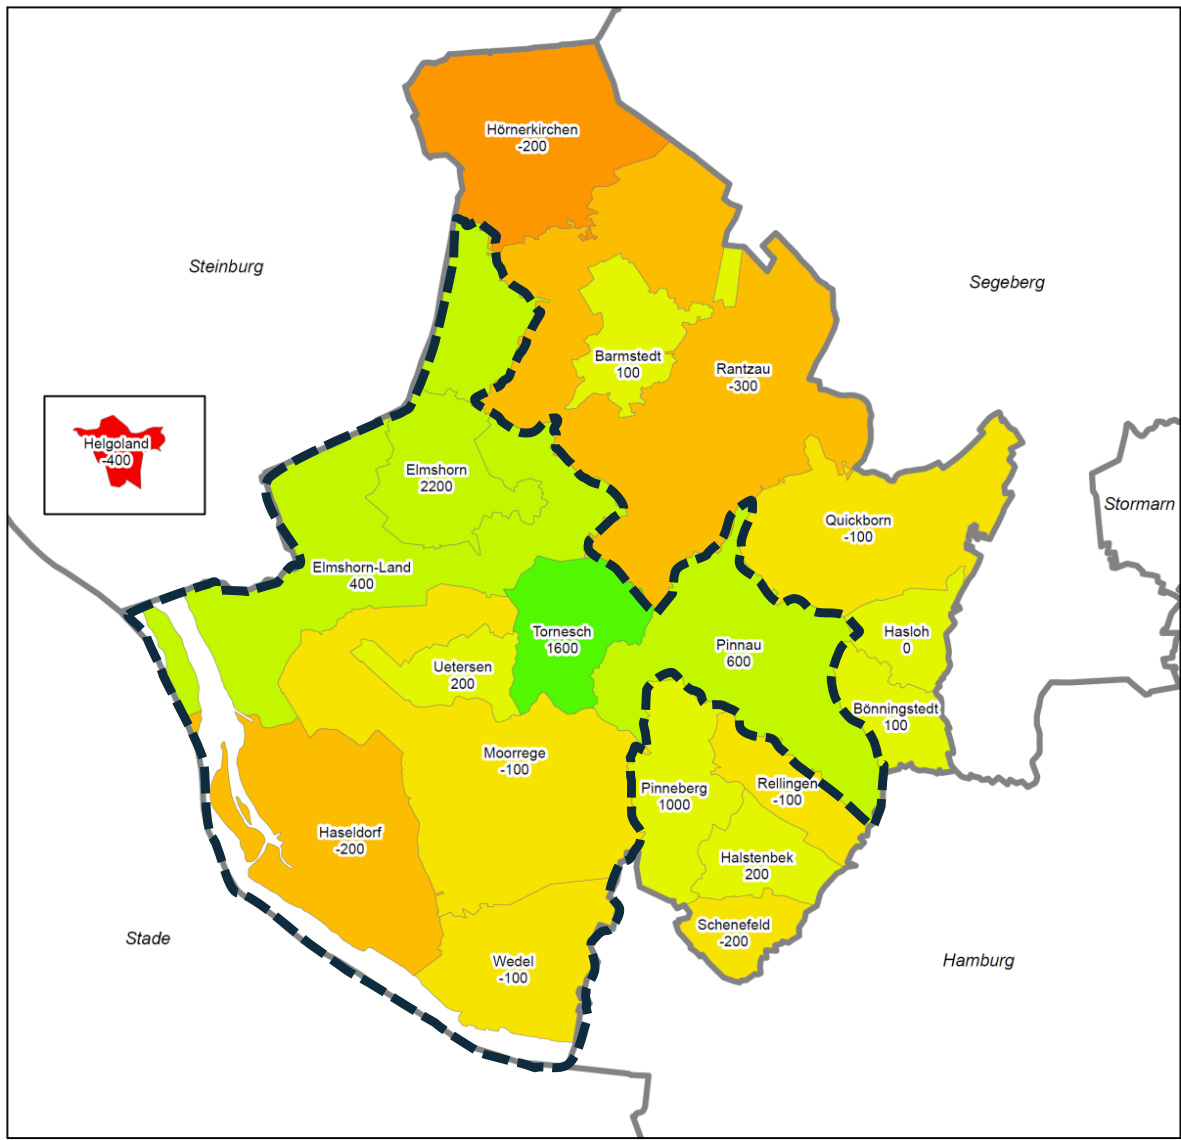 Hörnerkirchen
-200
Steinburg
Segeberg
Barmstedt
100
Rantzau
-300
Helgoland
-400
Elmshorn
2200
Stormarn
Quickborn
-100
Elmshorn-Land
400
Tornesch
1600
Hasloh
0
Pinnau
600
Uetersen
200
Bönningstedt
100
Moorrege
-100
Pinneberg
1000
Rellingen
-100
Haseldorf
-200
Halstenbek
200
Schenefeld
-200
Stade
Wedel
-100
Hamburg